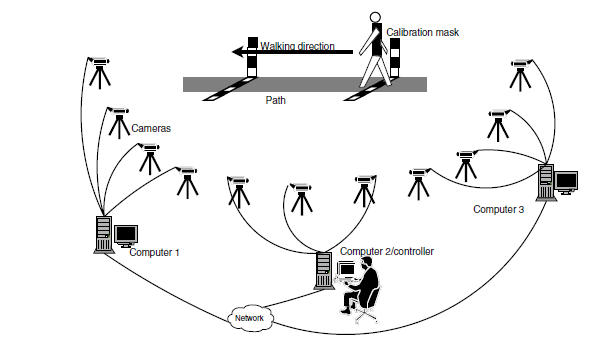 Calibration mask
Walking direction
Path
Cameras
Computer 3
Computer 1
Computer 2/controller
Network